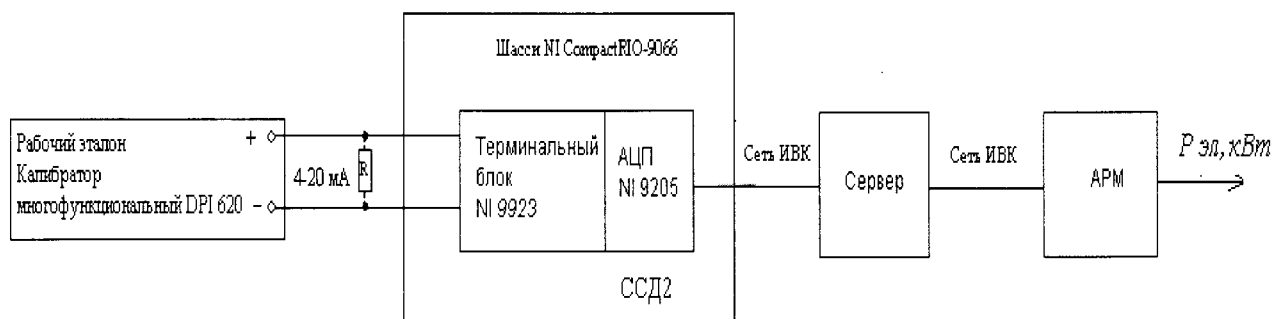 Шасси NI CompactRIO-9066
Рабочий эталон
Калибратор
многофункциональный DPI 620
+
−
4-20 мА
R
Терминальный
блок
NI 9923
АЦП
NI 9205
ССД2
Сеть ИВК
Сервер
Сеть ИВК
АРМ
P эл, кВт